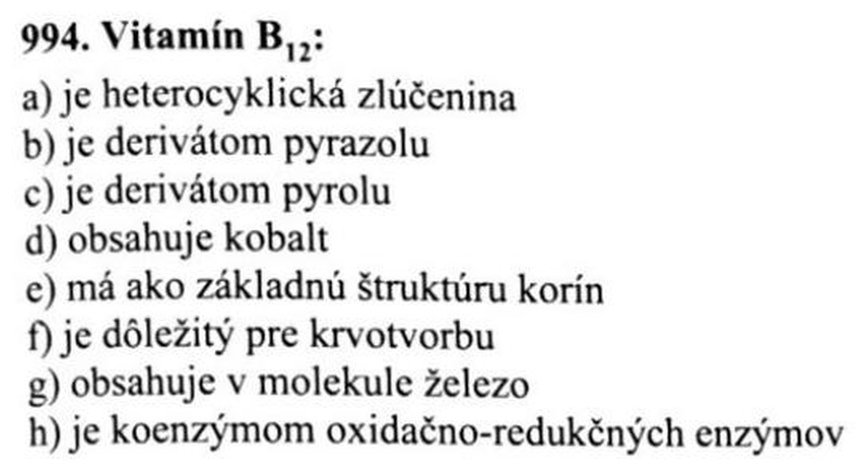 994. Vitamín B₁₂:
a) je heterocyklická zlúčenina
b) je derivátom pyrazolu
c) je derivátom pyrolu
d) obsahuje kobalt
e) má ako základnú štruktúru korín
f) je dôležitý pre krvotvorbu
g) obsahuje v molekule železo
h) je koenzýmom oxidačno-redukčných enzýmov